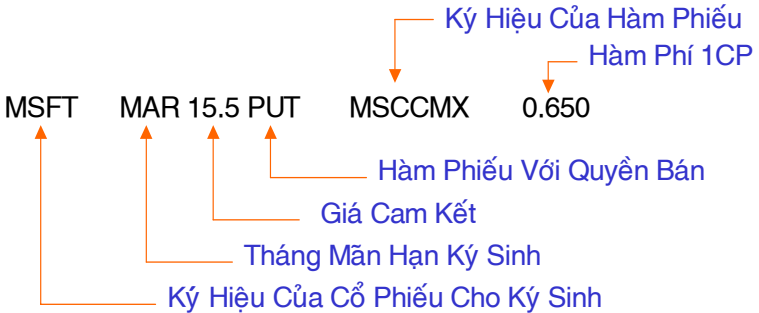 Ký Hiệu Của Hàm Phiếu
Hàm Phí 1CP
MSFT MAR 15.5 PUT MSCCMX 0.650
Hàm Phiếu Với Quyền Bán
Giá Cam Kết
Tháng Mãn Hạn Ký Sinh
Ký Hiệu Của Cổ Phiếu Cho Ký Sinh